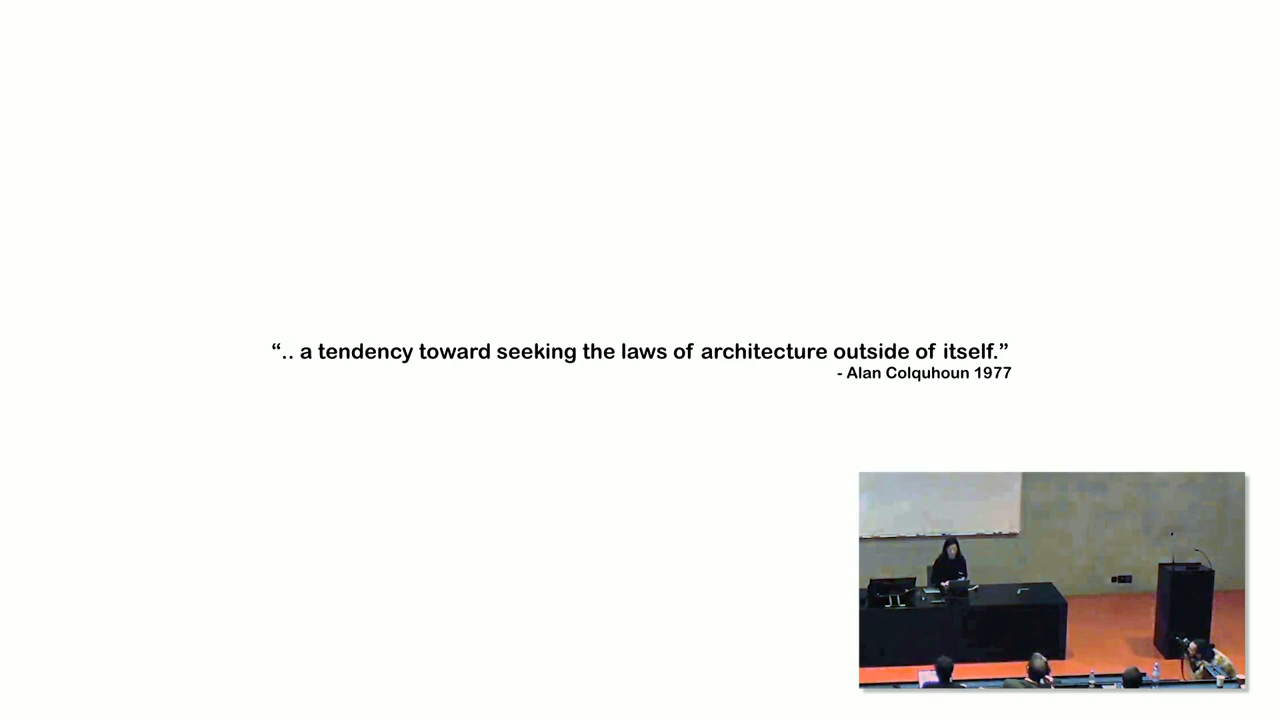 “.. a tendency toward seeking the laws of architecture outside of itself.”
- Alan Colquhoun 1977